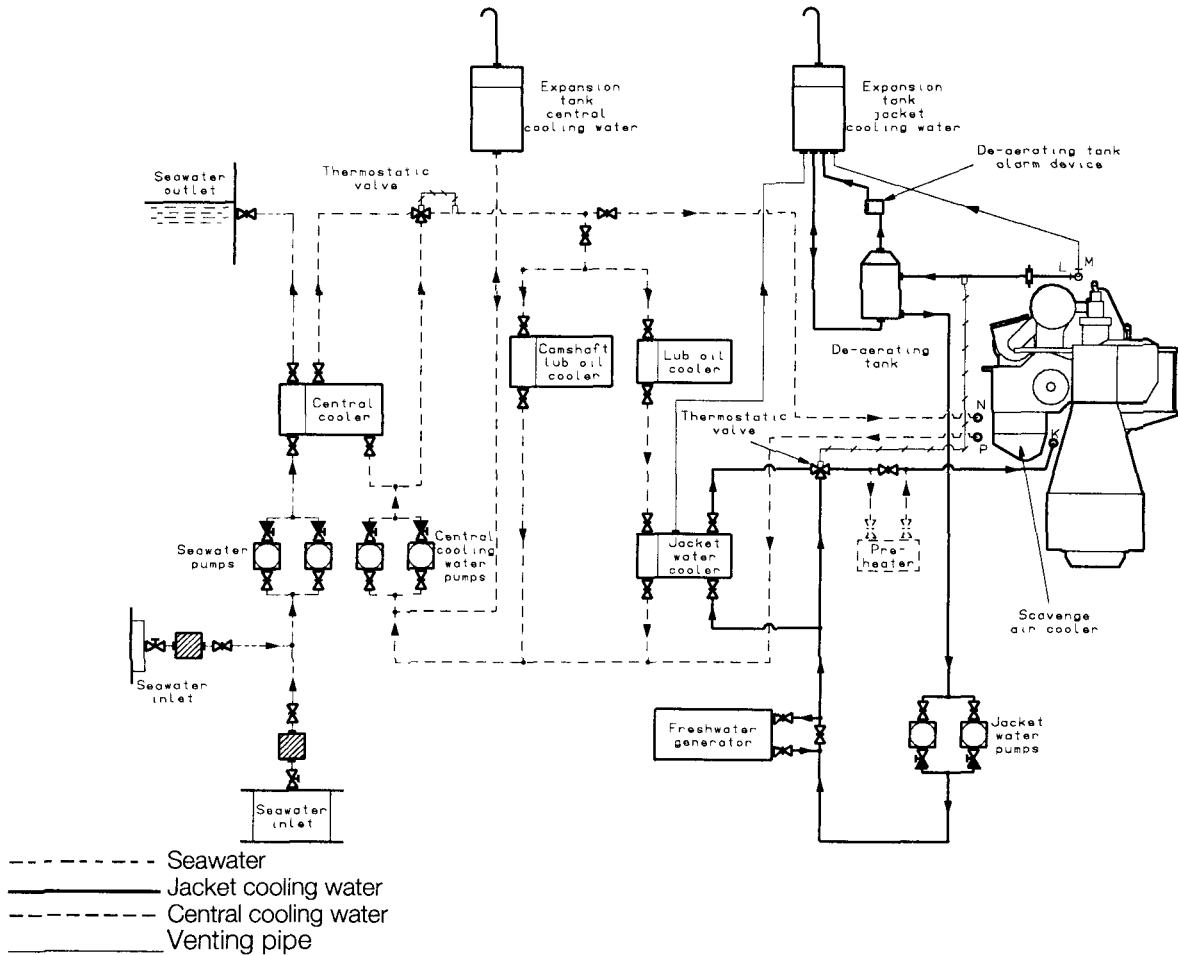 Expansion
tank
central
cooling water
Expansion
tank
jacket
cooling water
De-aerating tank
alarm device
Seawater
outlet
Thermostatic
valve
L
M
Camshaft
lub oil
cooler
Lub oil
cooler
De-aerating
tank
Central
cooler
Thermostatic
valve
N
P
K
Seawater
pumps
Central
cooling
water
pumps
Jacket
water
cooler
Pre-
heater
Scavenge
air cooler
Seawater
inlet
Freshwater
generator
Jacket
water
pumps
Seawater
inlet
Seawater
Jacket cooling water
Central cooling water
Venting pipe